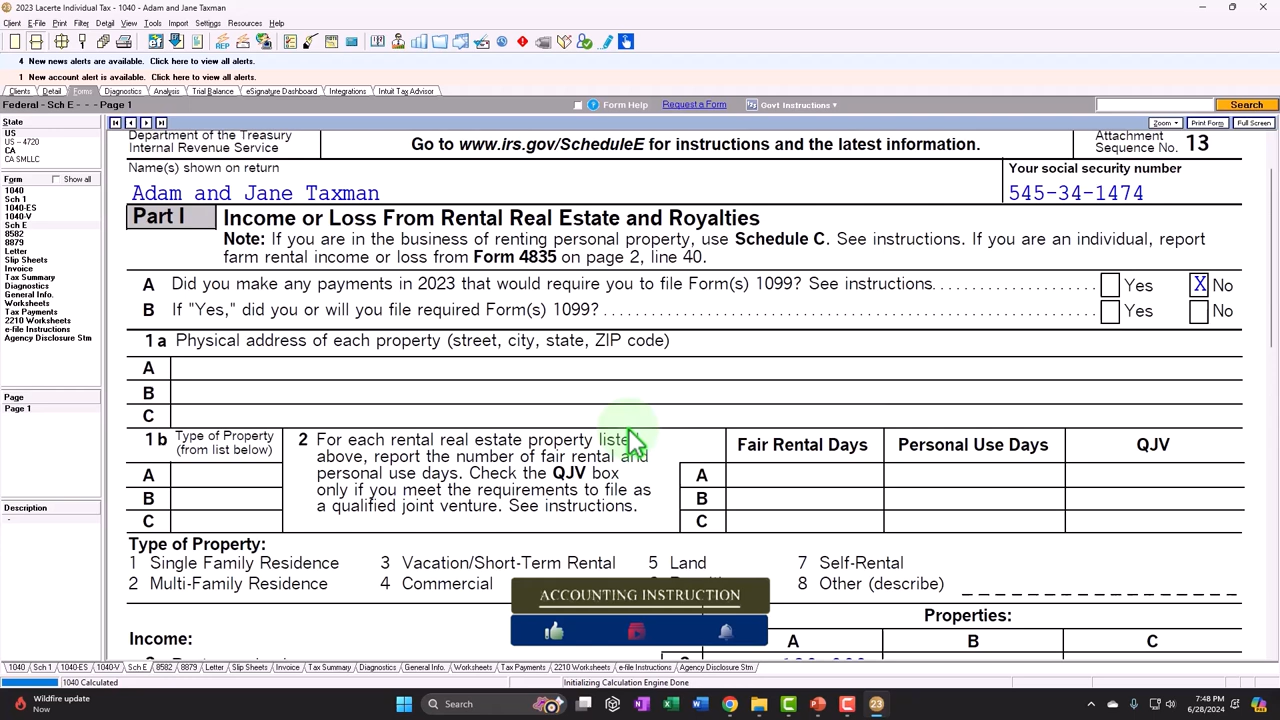 2023 Lacerte Individual Tax - 1040 - Adam and Jane Taxman
Client E-File Print Filter Detail View Tools Import Settings Resources Help
4 New news alerts are available. Click here to view all alerts.
1 New account alert is available. Click here to view all alerts.
Clients Detail Forms Diagnostics Analysis Trial Balance eSignature Dashboard Integrations Intuit Tax Advisor
Federal - Sch E - - - Page 1
Form Help Request a Form Govt Instructions Search
State
US
US - 4720
CA
CA SMLLC
Form Show all
1040
Sch 1
1040-ES
1040-V
Sch E
8582
8879
Letter
Slip Sheets
Invoice
Tax Summary
Diagnostics
General Info.
Worksheets
Tax Payments
2210 Worksheets
e-file Instructions
Agency Disclosure Stm
Page
Page 1
Description
Zoom Print Form Full Screen
Department of the Treasury
Internal Revenue Service
Go to www.irs.gov/ScheduleE for instructions and the latest information.
Attachment
Sequence No. 13
Name(s) shown on return
Your social security number
Adam and Jane Taxman
545-34-1474
Part I Income or Loss From Rental Real Estate and Royalties
Note: If you are in the business of renting personal property, use Schedule C. See instructions. If you are an individual, report
farm rental income or loss from Form 4835 on page 2, line 40.
A Did you make any payments in 2023 that would require you to file Form(s) 1099? See instructions. Yes X No
B If "Yes," did you or will you file required Form(s) 1099? Yes No
1a Physical address of each property (street, city, state, ZIP code)
A
B
C
1b Type of Property
(from list below)
A
B
C
2 For each rental real estate property liste
above, report the number of fair rental and
personal use days. Check the QJV box
only if you meet the requirements to file as
a qualified joint venture. See instructions.
Fair Rental Days Personal Use Days QJV
A
B
C
Type of Property:
1 Single Family Residence 3 Vacation/Short-Term Rental 5 Land 7 Self-Rental
2 Multi-Family Residence 4 Commercial 8 Other (describe)
ACCOUNTING INSTRUCTION
Properties:
Income: A B C
1040 Sch 1 1040-ES 1040-V Sch E 8582 8879 Letter Slip Sheets Invoice Tax Summary Diagnostics General Info. Worksheets Tax Payments 2210 Worksheets e-file Instructions Agency Disclosure Stm
1040 Calculated Initializing Calculation Engine Done
Wildfire update
Now
Search
7:48 PM
6/28/2024